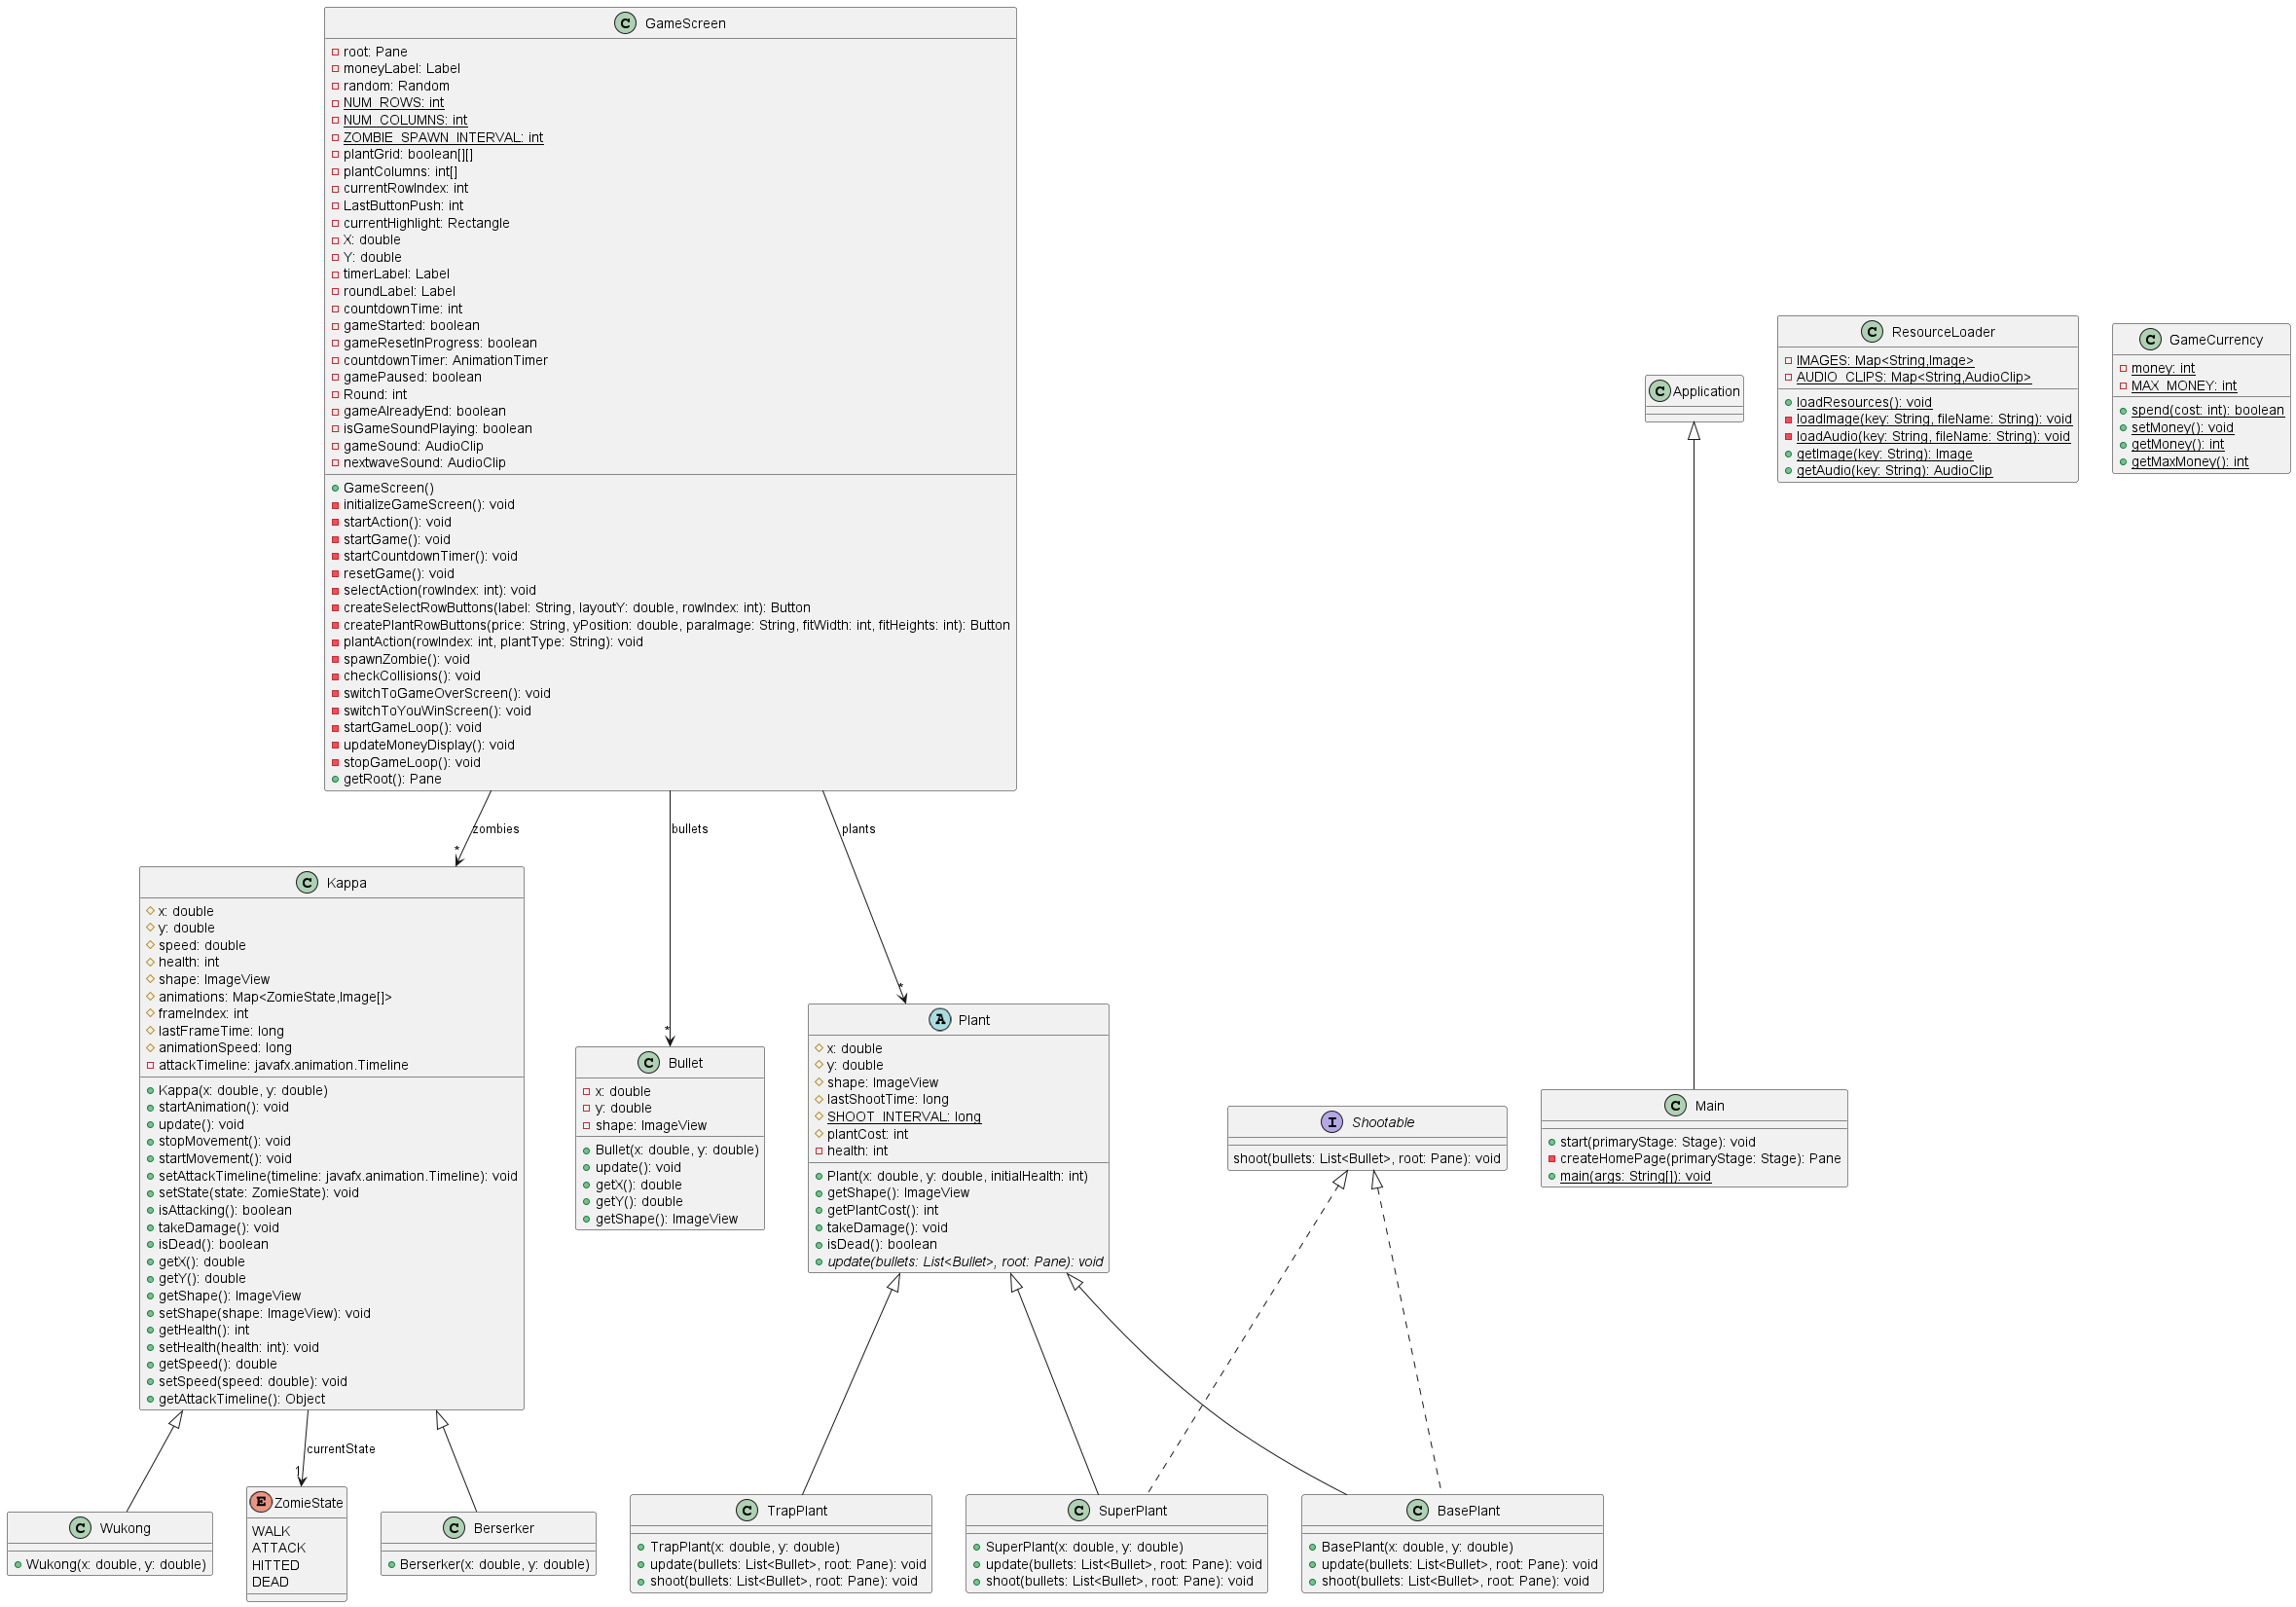 C GameScreen
root: Pane
moneyLabel: Label
random: Random
NUM_ROWS: int
NUM_COLUMNS: int
ZOMBIE_SPAWN_INTERVAL: int
plantGrid: boolean[][]
plantColumns: int[]
currentRowIndex: int
LastButtonPush: int
currentHighlight: Rectangle
X: double
Y: double
timerLabel: Label
roundLabel: Label
countdownTime: int
gameStarted: boolean
gameResetInProgress: boolean
countdownTimer: AnimationTimer
gamePaused: boolean
Round: int
gameAlreadyEnd: boolean
isGameSoundPlaying: boolean
gameSound: AudioClip
nextwaveSound: AudioClip
GameScreen()
initializeGameScreen(): void
startAction(): void
startGame(): void
startCountdownTimer(): void
resetGame(): void
selectAction(rowIndex: int): void
createSelectRowButtons(label: String, layoutY: double, rowIndex: int): Button
createPlantRowButtons(price: String, yPosition: double, paraImage: String, fitWidth: int, fitHeights: int): Button
plantAction(rowIndex: int, plantType: String): void
spawnZombie(): void
checkCollisions(): void
switchToGameOverScreen(): void
switchToYouWinScreen(): void
startGameLoop(): void
updateMoneyDisplay(): void
stopGameLoop(): void
getRoot(): Pane
C Application
C ResourceLoader
IMAGES: Map<String,Image>
AUDIO_CLIPS: Map<String,AudioClip>
loadResources(): void
loadImage(key: String, fileName: String): void
loadAudio(key: String, fileName: String): void
getImage(key: String): Image
getAudio(key: String): AudioClip
C GameCurrency
money: int
MAX_MONEY: int
spend(cost: int): boolean
setMoney(): void
getMoney(): int
getMaxMoney(): int
zombies
*
bullets
*
plants
*
C Kappa
x: double
y: double
speed: double
health: int
shape: ImageView
animations: Map<ZomieState,Image[]>
frameIndex: int
lastFrameTime: long
animationSpeed: long
attackTimeline: javafx.animation.Timeline
Kappa(x: double, y: double)
startAnimation(): void
update(): void
stopMovement(): void
startMovement(): void
setAttackTimeline(timeline: javafx.animation.Timeline): void
setState(state: ZomieState): void
isAttacking(): boolean
takeDamage(): void
isDead(): boolean
getX(): double
getY(): double
getShape(): ImageView
setShape(shape: ImageView): void
getHealth(): int
setHealth(health: int): void
getSpeed(): double
setSpeed(speed: double): void
getAttackTimeline(): Object
C Bullet
x: double
y: double
shape: ImageView
Bullet(x: double, y: double)
update(): void
getX(): double
getY(): double
getShape(): ImageView
A Plant
x: double
y: double
shape: ImageView
lastShootTime: long
SHOOT_INTERVAL: long
plantCost: int
health: int
Plant(x: double, y: double, initialHealth: int)
getShape(): ImageView
getPlantCost(): int
takeDamage(): void
isDead(): boolean
update(bullets: List<Bullet>, root: Pane): void
I Shootable
shoot(bullets: List<Bullet>, root: Pane): void
C Main
start(primaryStage: Stage): void
createHomePage(primaryStage: Stage): Pane
main(args: String[]): void
currentState
1
C Wukong
Wukong(x: double, y: double)
E ZomieState
WALK
ATTACK
HITTED
DEAD
C Berserker
Berserker(x: double, y: double)
C TrapPlant
TrapPlant(x: double, y: double)
update(bullets: List<Bullet>, root: Pane): void
shoot(bullets: List<Bullet>, root: Pane): void
C SuperPlant
SuperPlant(x: double, y: double)
update(bullets: List<Bullet>, root: Pane): void
shoot(bullets: List<Bullet>, root: Pane): void
C BasePlant
BasePlant(x: double, y: double)
update(bullets: List<Bullet>, root: Pane): void
shoot(bullets: List<Bullet>, root: Pane): void